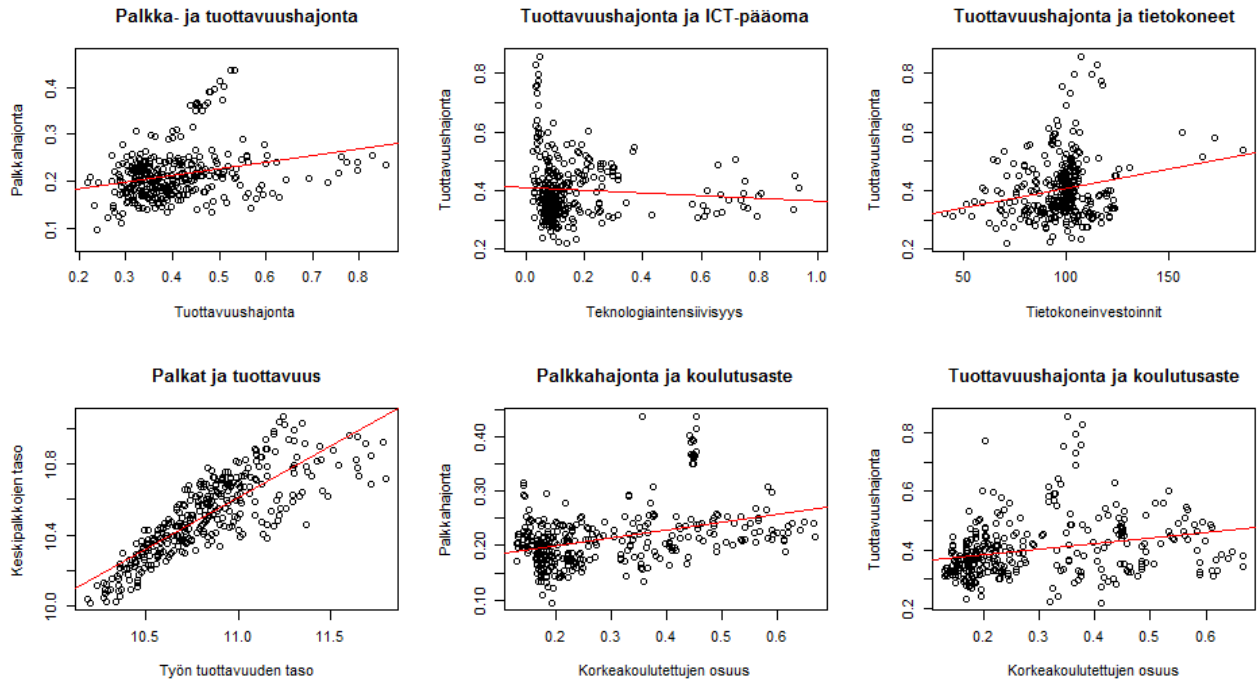 Palkka- ja tuottavuushajonta
Palkkahajonta
0.1 0.2 0.3 0.4
0.2 0.3 0.4 0.5 0.6 0.7 0.8
Tuottavuushajonta
Tuottavuushajonta ja ICT-pääoma
Tuottavuushajonta
0.2 0.4 0.6 0.8
0.0 0.2 0.4 0.6 0.8 1.0
Teknologiaintensiivisyys
Tuottavuushajonta ja tietokoneet
Tuottavuushajonta
0.2 0.4 0.6 0.8
50 100 150
Tietokoneinvestoinnit
Palkat ja tuottavuus
Keskipalkkojen taso
10.0 10.4 10.8
10.5 11.0 11.5
Työn tuottavuuden taso
Palkkahajonta ja koulutusaste
Palkkahajonta
0.10 0.20 0.30 0.40
0.2 0.3 0.4 0.5 0.6
Korkeakoulutettujen osuus
Tuottavuushajonta ja koulutusaste
Tuottavuushajonta
0.2 0.4 0.6 0.8
0.2 0.3 0.4 0.5 0.6
Korkeakoulutettujen osuus